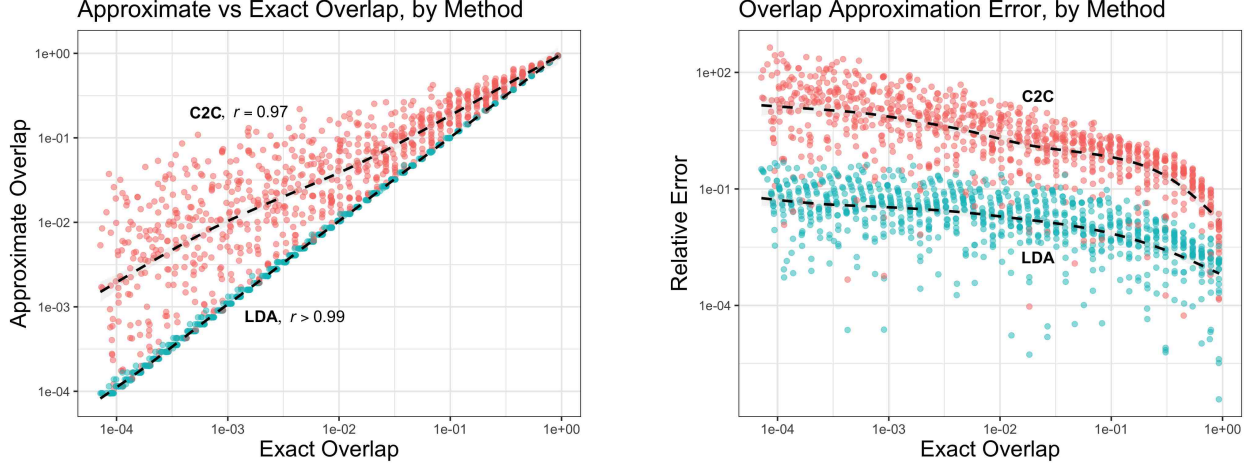 Approximate vs Exact Overlap, by Method
Approximate Overlap
1e+00
1e-01
1e-02
1e-03
1e-04
C2C, r = 0.97
LDA, r > 0.99
1e-04 1e-03 1e-02 1e-01 1e+00
Exact Overlap
Overlap Approximation Error, by Method
Relative Error
1e+02
1e-01
1e-04
C2C
LDA
1e-04 1e-03 1e-02 1e-01 1e+00
Exact Overlap